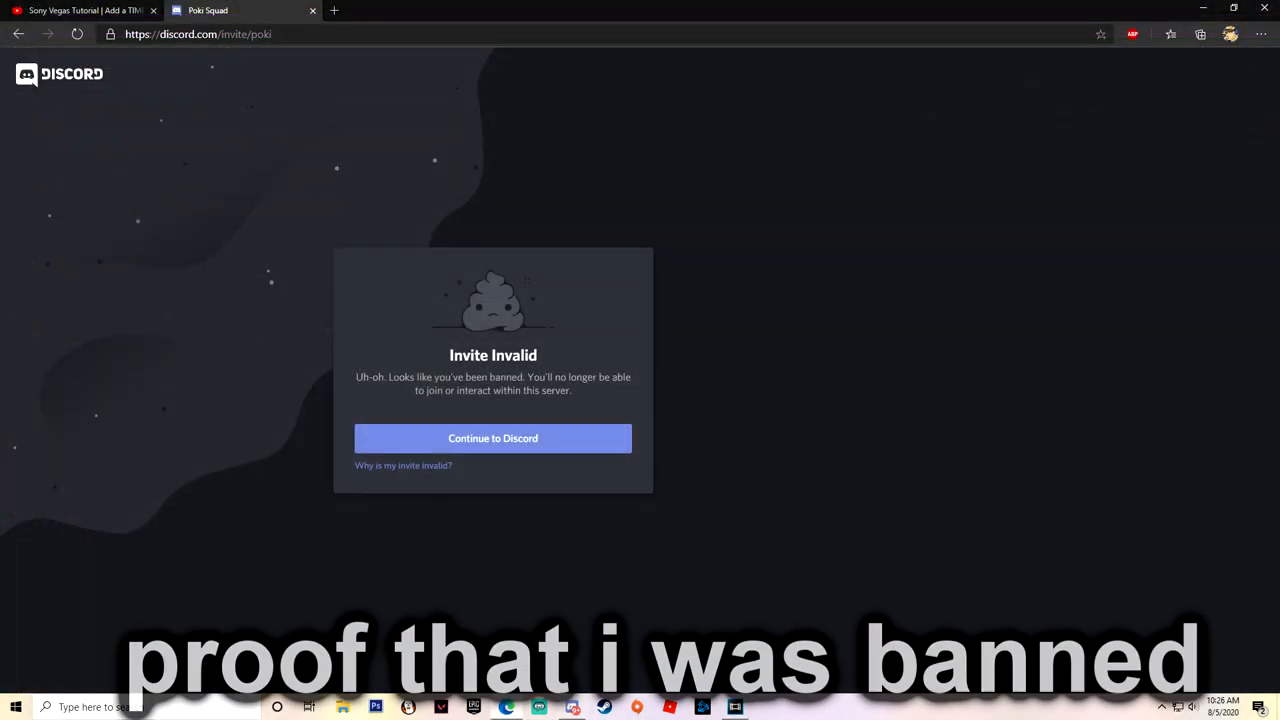 Sony Vegas Tutorial | Add a TIM
Poki Squad
https://discord.com/invite/poki
ABP
DISCORD
Invite Invalid
Uh-oh. Looks like you've been banned. You'll no longer be able
to join or interact within this server.
Continue to Discord
Why is my invite invalid?
proof that i was banned
Type here to sea
10:26 AM
8/5/2020